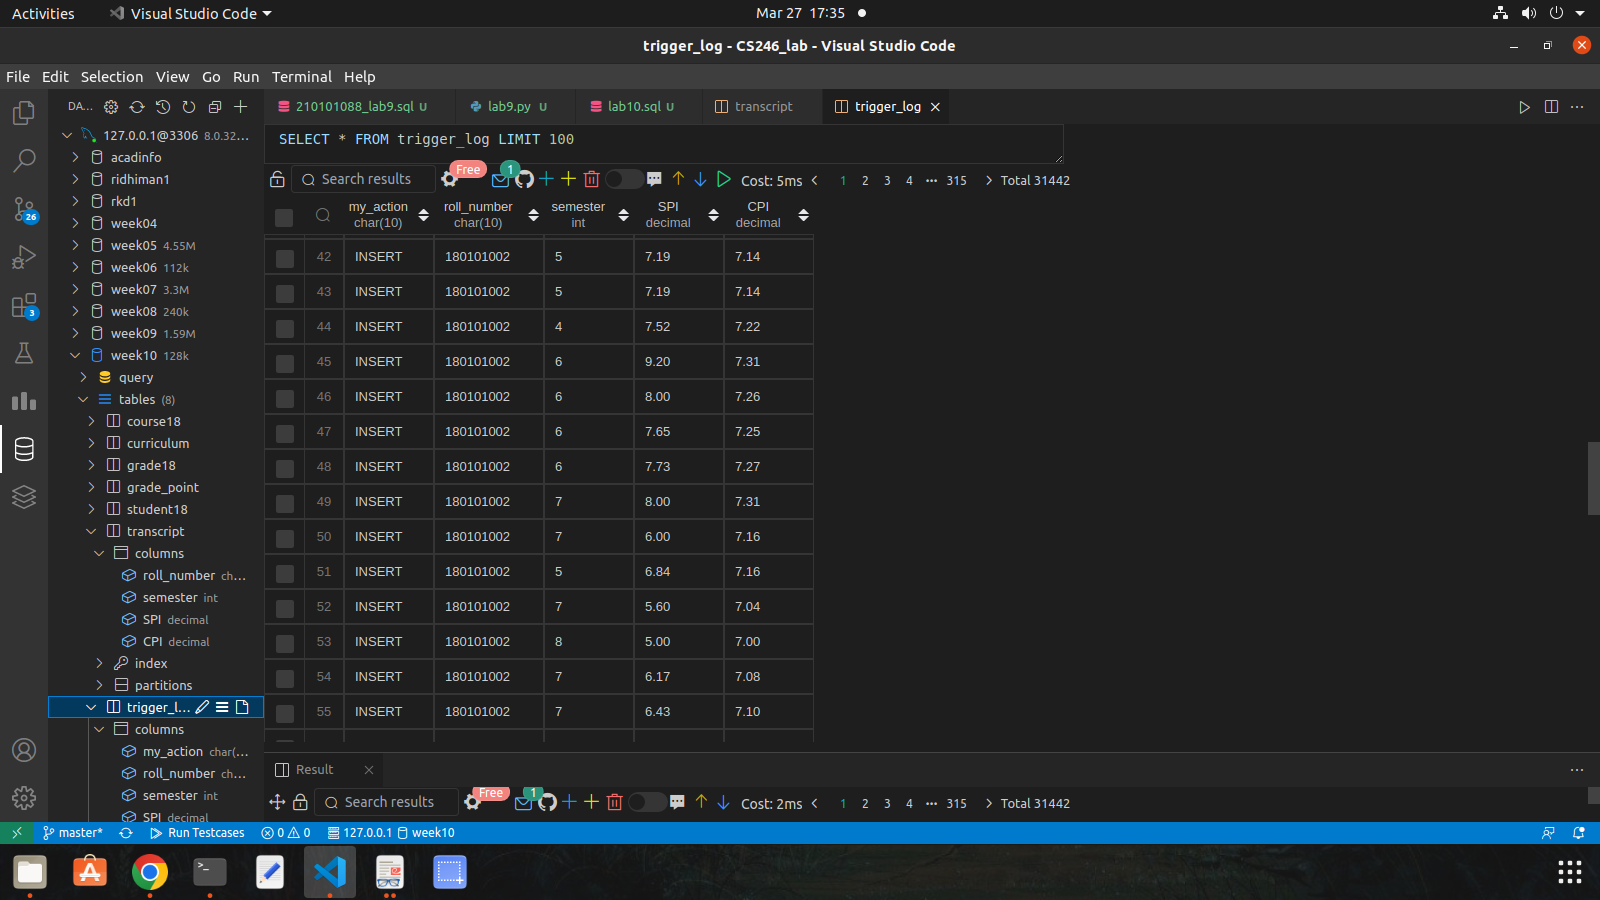 Activities
Visual Studio Code
Mar 27 17:35
trigger_log - CS246_lab - Visual Studio Code
File Edit Selection View Go Run Terminal Help
DA...
210101088_lab9.sql U
lab9.py U
lab10.sql U
transcript
trigger_log
127.0.0.1@3306 8.0.32...
acadinfo
ridhiman1
rkd1
week04
week05 4.55M
week06 112k
week07 3.3M
week08 240k
week09 1.59M
week10 128k
query
tables (8)
course18
curriculum
grade18
grade_point
student18
transcript
columns
roll_number ch...
semester int
SPI decimal
CPI decimal
index
partitions
trigger_l...
columns
my_action char(...
roll_number ch...
semester int
SPI decimal
26
3
SELECT * FROM trigger_log LIMIT 100
Search results
Free
1
Cost: 5ms
1 2 3 4 ••• 315
Total 31442
my_action roll_number semester SPI CPI
char(10) char(10) int decimal decimal
42 INSERT 180101002 5 7.19 7.14
43 INSERT 180101002 5 7.19 7.14
44 INSERT 180101002 4 7.52 7.22
45 INSERT 180101002 6 9.20 7.31
46 INSERT 180101002 6 8.00 7.26
47 INSERT 180101002 6 7.65 7.25
48 INSERT 180101002 6 7.73 7.27
49 INSERT 180101002 7 8.00 7.31
50 INSERT 180101002 7 6.00 7.16
51 INSERT 180101002 5 6.84 7.16
52 INSERT 180101002 7 5.60 7.04
53 INSERT 180101002 8 5.00 7.00
54 INSERT 180101002 7 6.17 7.08
55 INSERT 180101002 7 6.43 7.10
Result
Search results
Free
1
Cost: 2ms
1 2 3 4 ••• 315
Total 31442
master*
Run Testcases
0 0
127.0.0.1
week10